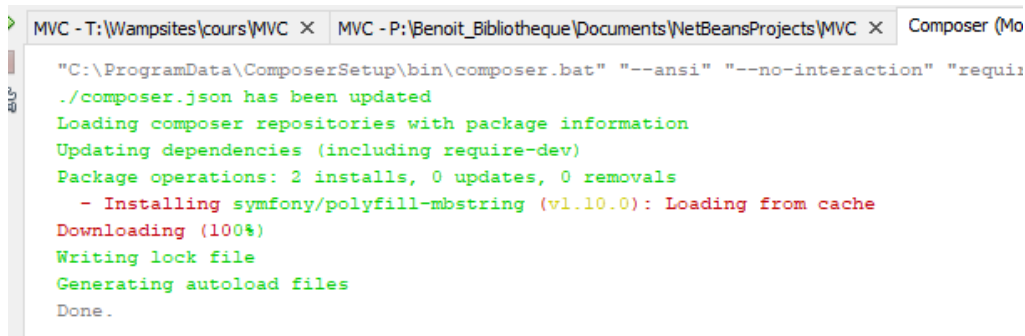 MVC - T:\Wampsites\cours\MVC × MVC - P:\Benoit_Bibliotheque\Documents\NetBeansProjects\MVC × Composer (Mo
"C:\ProgramData\ComposerSetup\bin\composer.bat" "--ansi" "--no-interaction" "requir
./composer.json has been updated
Loading composer repositories with package information
Updating dependencies (including require-dev)
Package operations: 2 installs, 0 updates, 0 removals
- Installing symfony/polyfill-mbstring (v1.10.0): Loading from cache
Downloading (100%)
Writing lock file
Generating autoload files
Done.